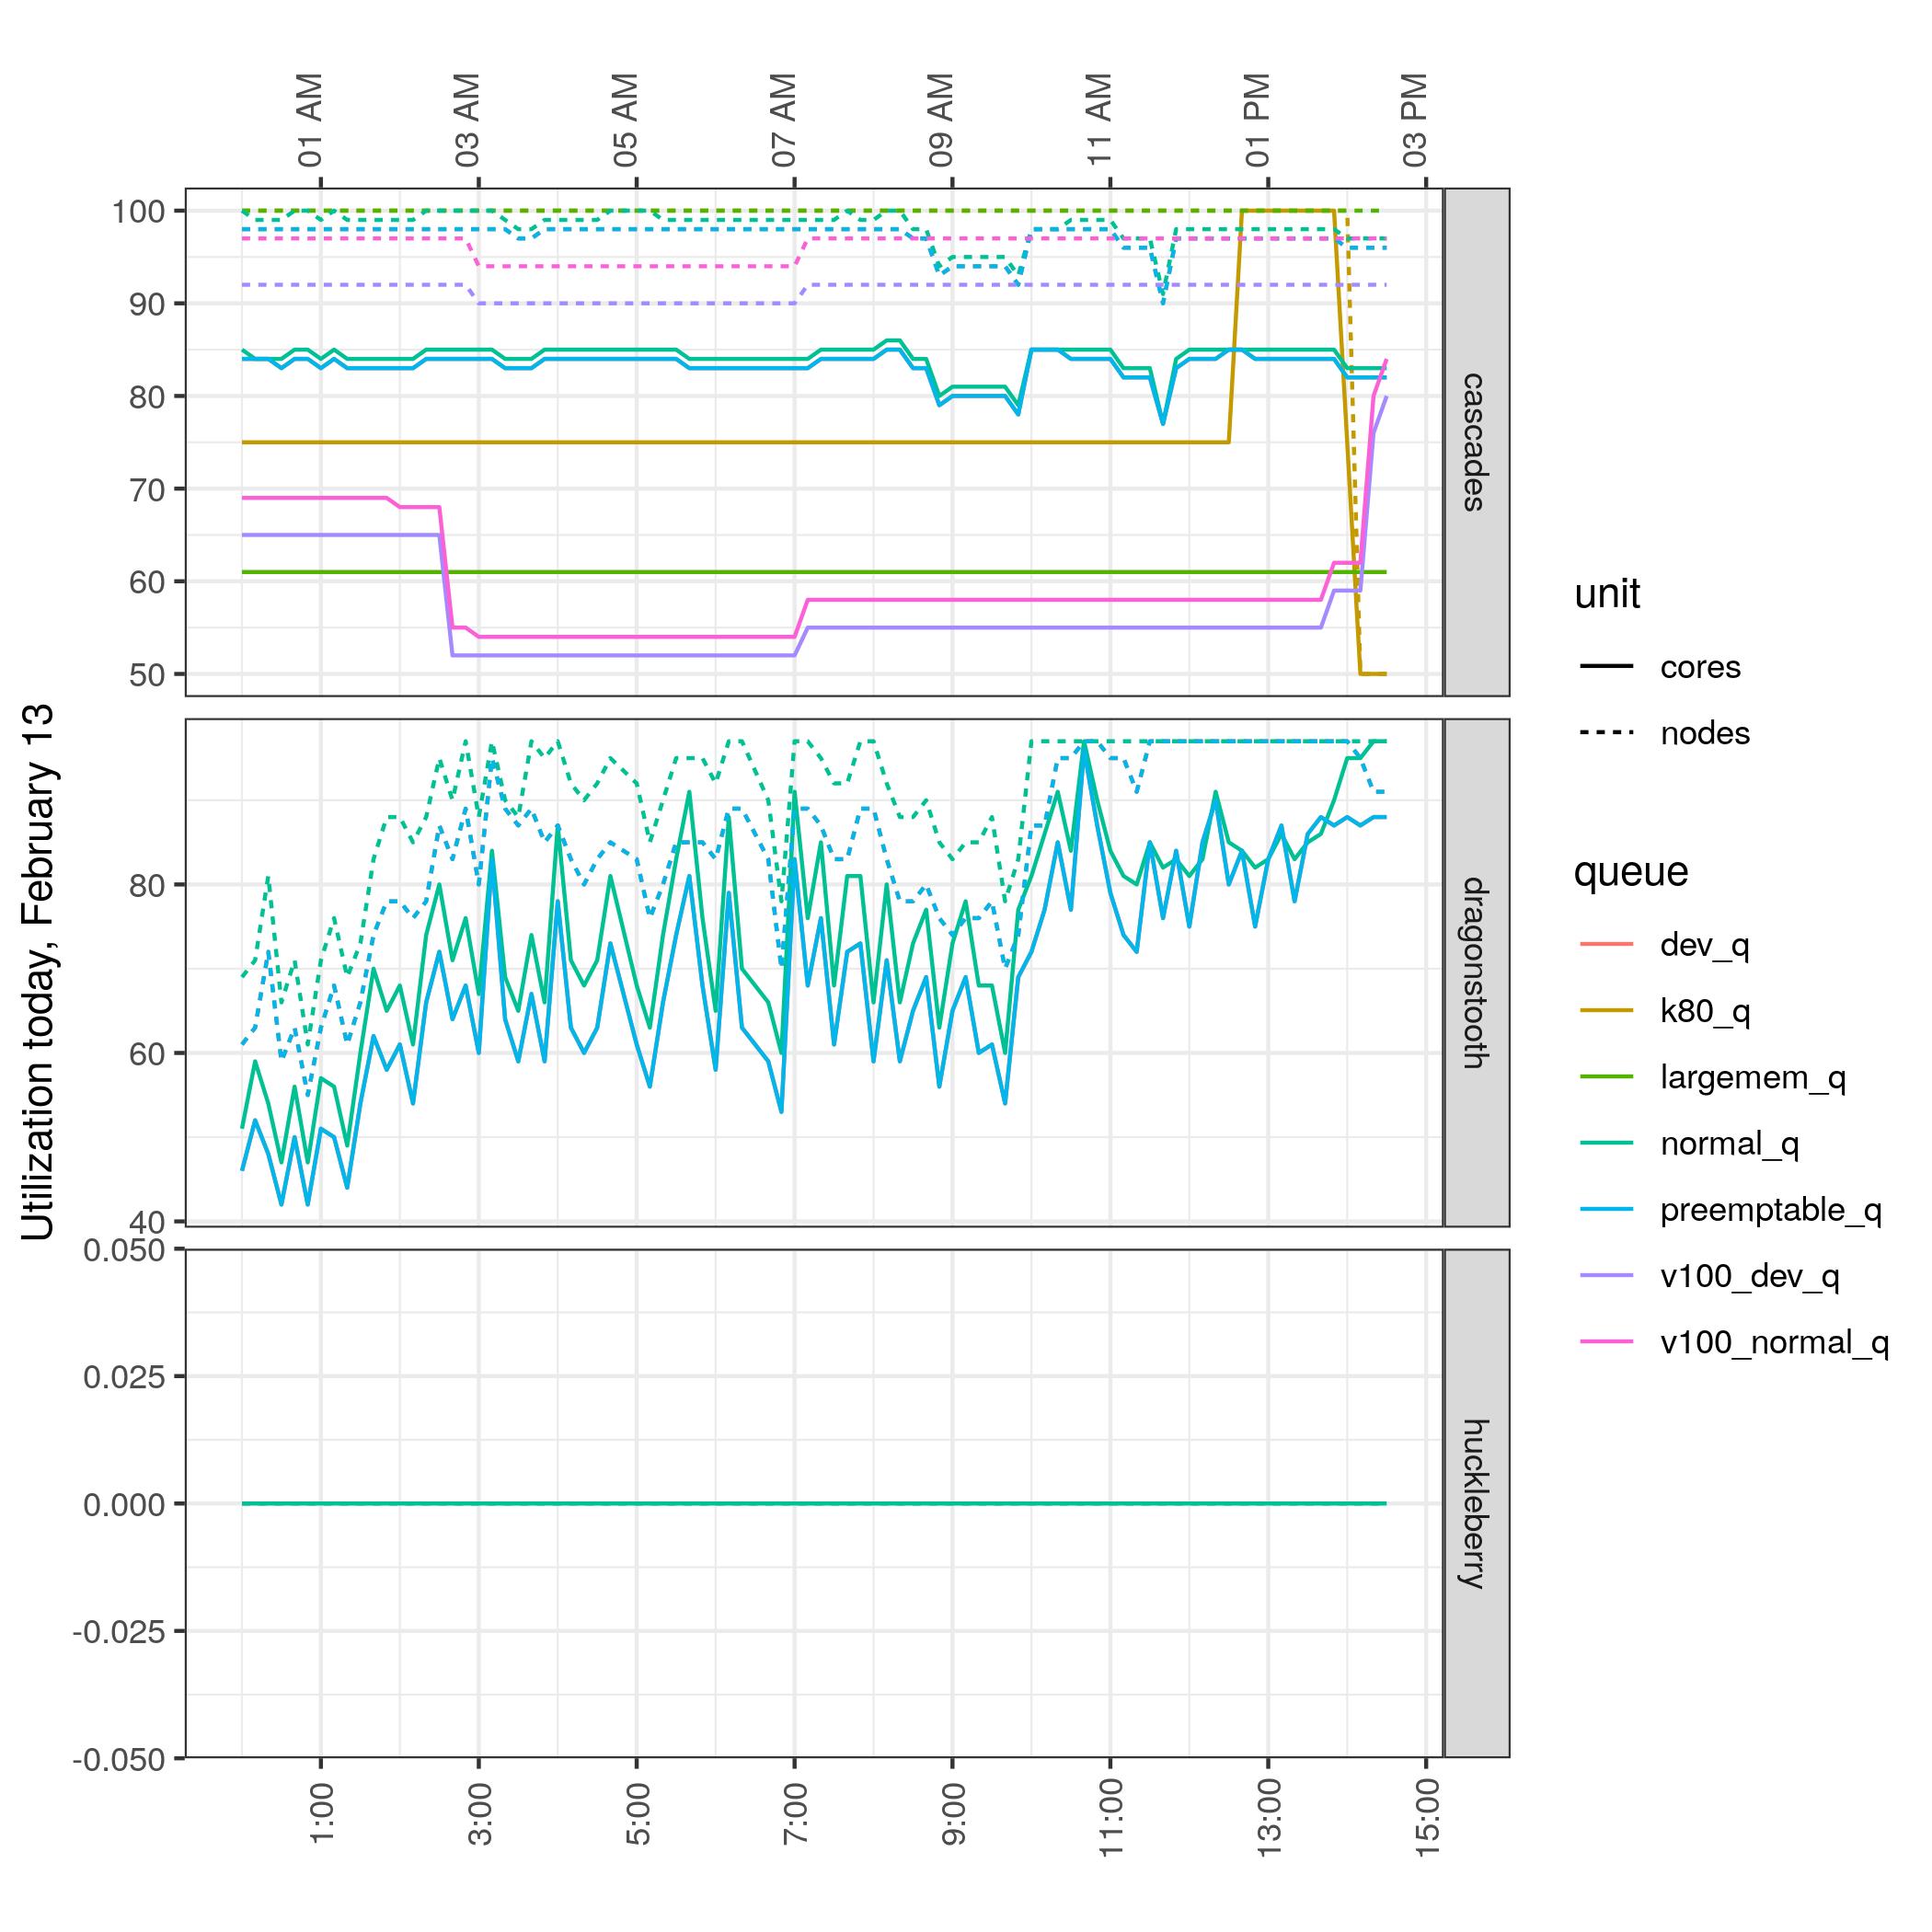 01 AM
03 AM
05 AM
07 AM
09 AM
11 AM
01 PM
03 PM
Utilization today, February 13
100
90
80
70
60
50
cascades
80
60
40
dragonstooth
0.050
0.025
0.000
-0.025
-0.050
huckleberry
1:00
3:00
5:00
7:00
9:00
11:00
13:00
15:00
unit
cores
nodes
queue
dev_q
k80_q
largemem_q
normal_q
preemptable_q
v100_dev_q
v100_normal_q